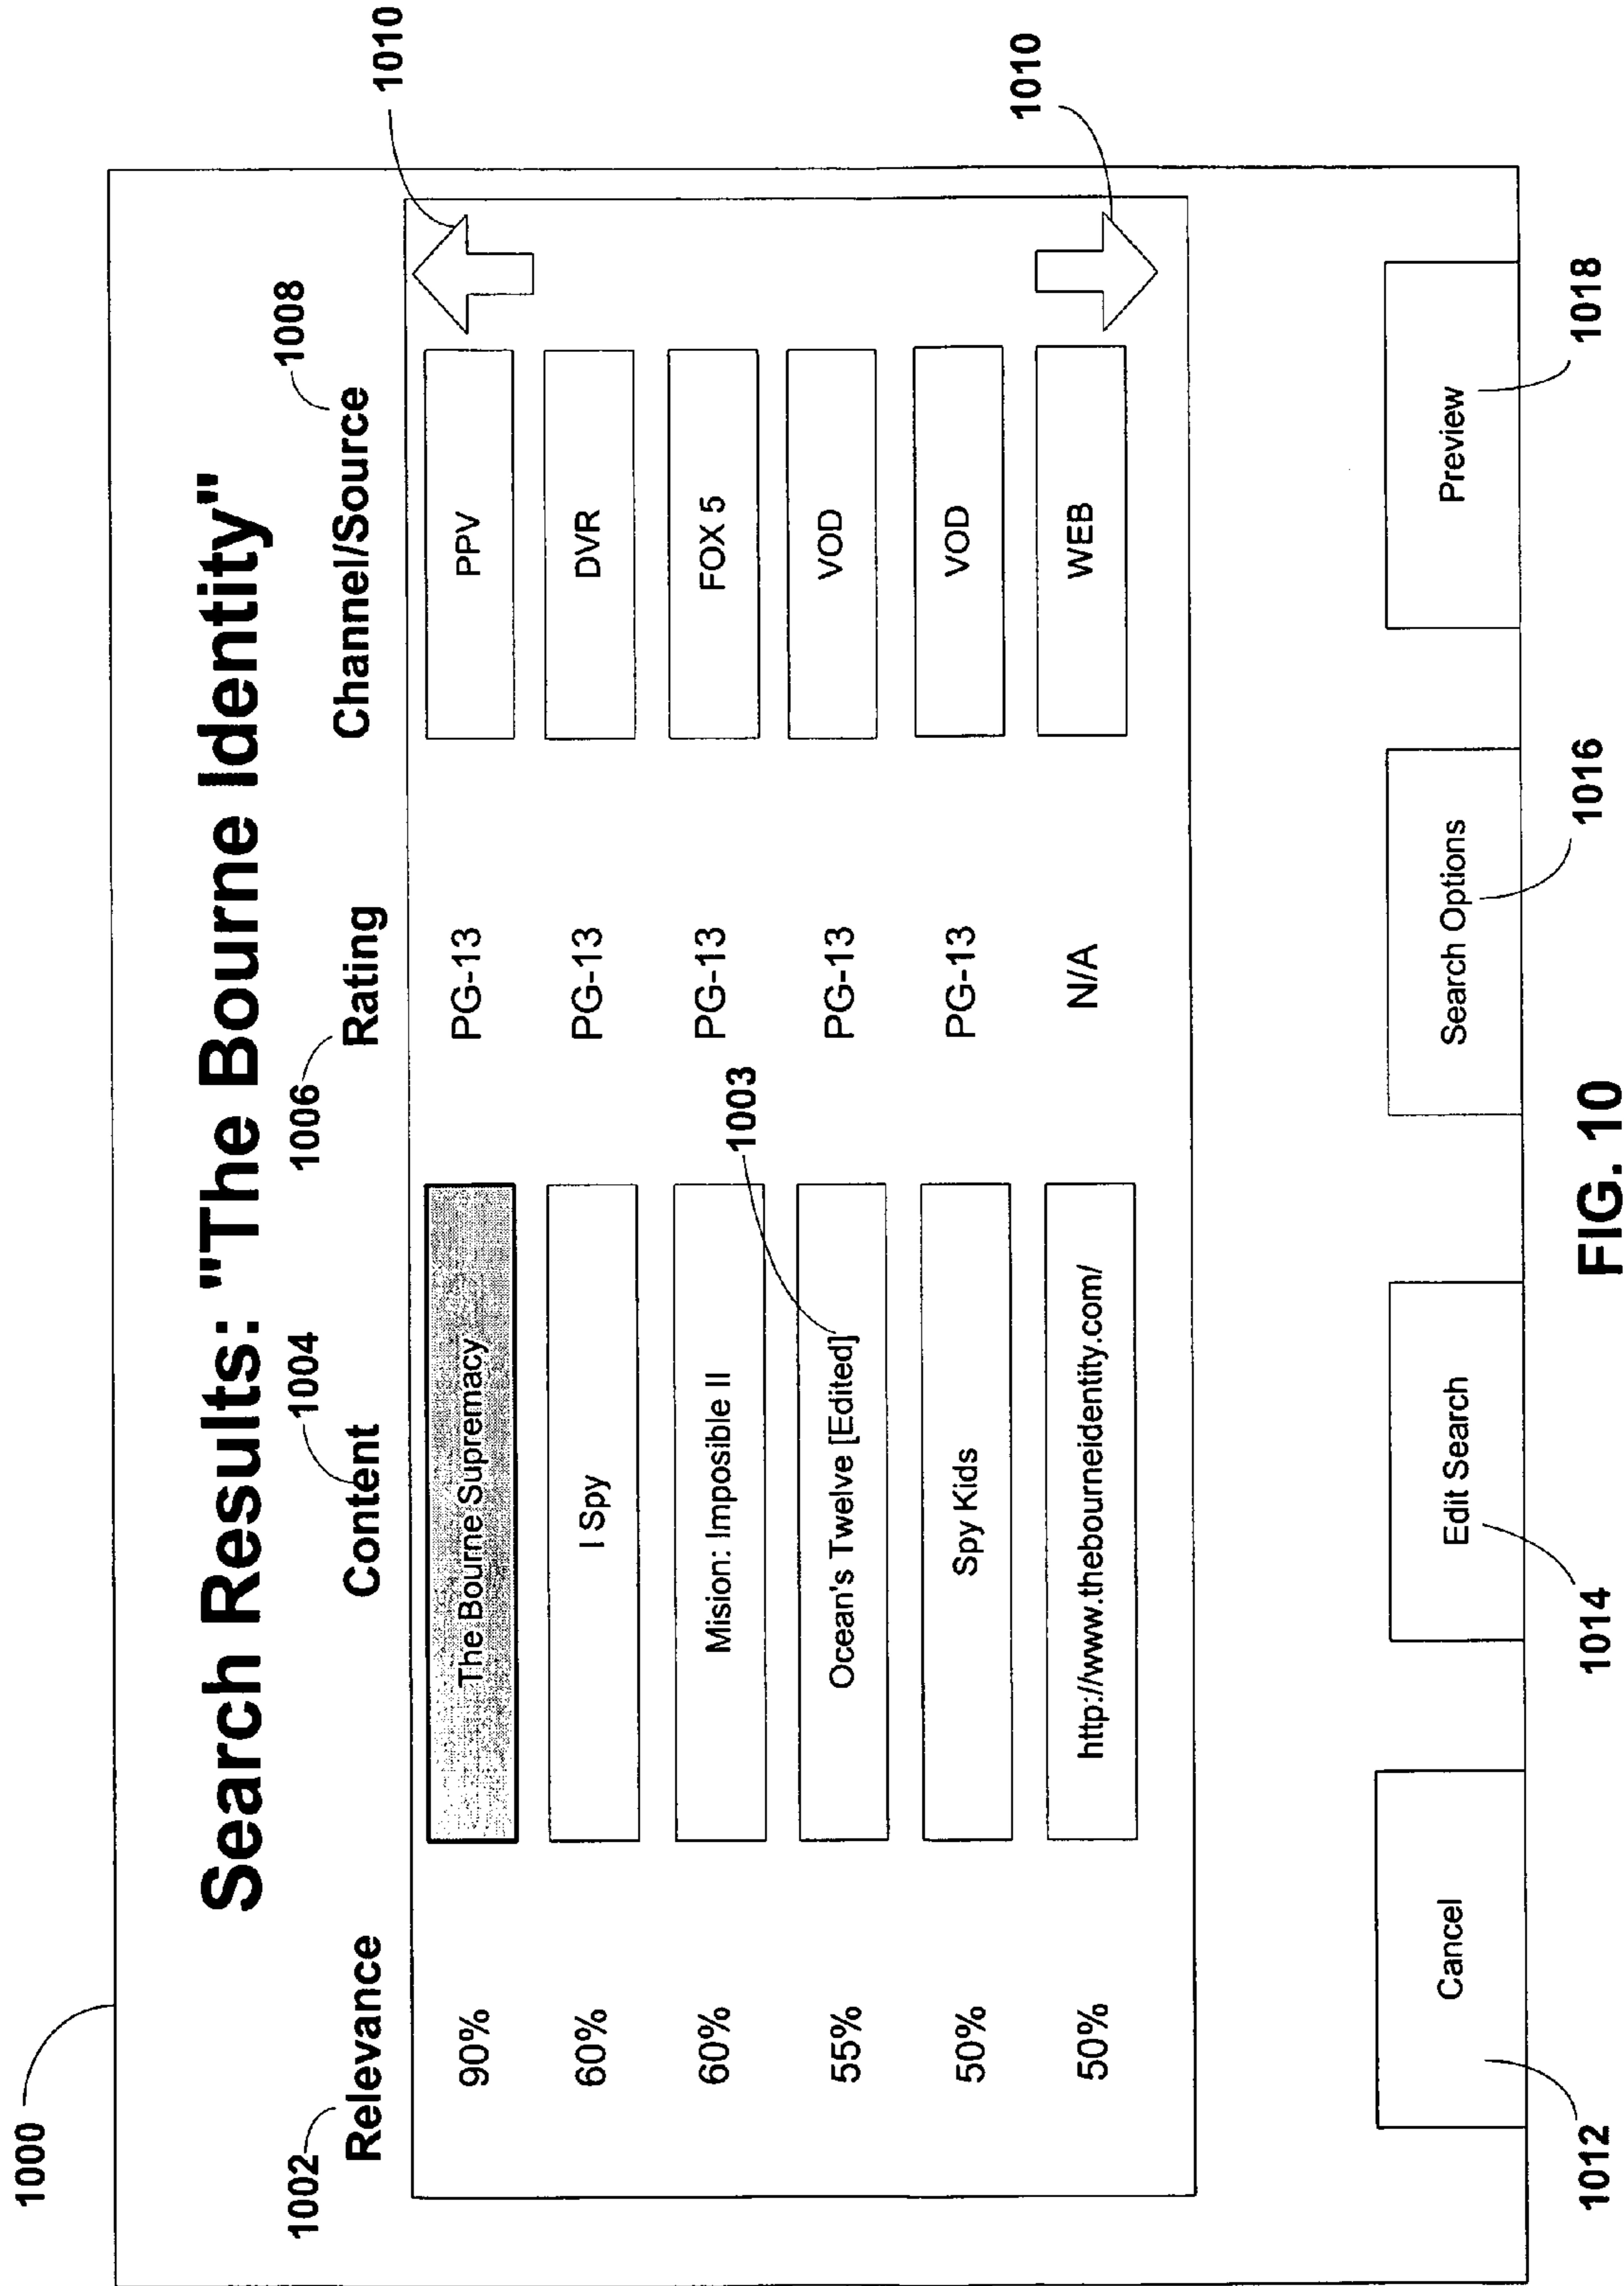 1000
Search Results: "The Bourne Identity"
1002 1004 1006 1008 1010
Relevance Content Rating Channel/Source
90% The Bourne Supremacy PG-13 PPV
60% I Spy PG-13 DVR
60% Mision: Imposible II PG-13 FOX 5
1003
55% Ocean's Twelve [Edited] PG-13 VOD
50% Spy Kids PG-13 VOD
50% http://www.thebourneidentity.com/ N/A WEB
1010
Cancel Edit Search Search Options Preview
1012 1014 1016 1018
FIG. 10